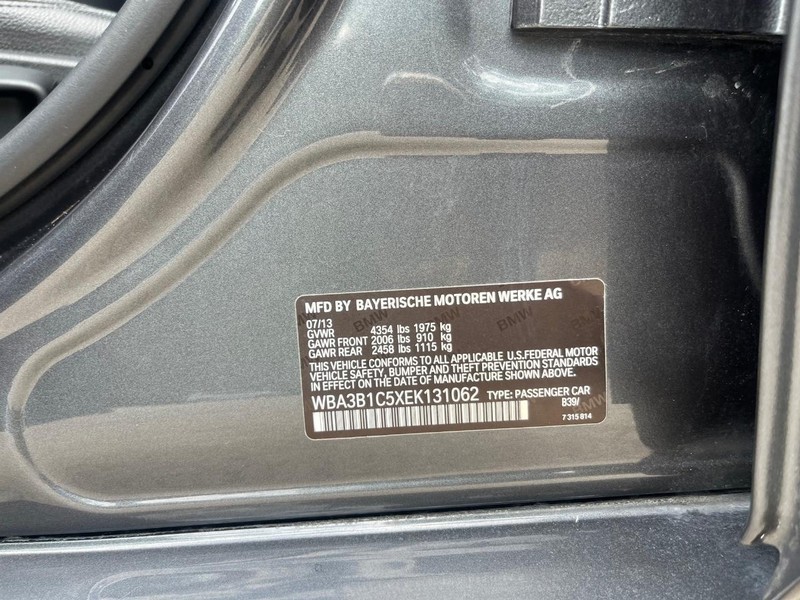 MFD BY BAYERISCHE MOTOREN WERKE AG
07/13
GVWR 4354 lbs 1975 kg
GAWR FRONT 2006 lbs 910 kg
GAWR REAR 2458 lbs 1115 kg
THIS VEHICLE CONFORMS TO ALL APPLICABLE U.S.FEDERAL MOTOR
VEHICLE SAFETY, BUMPER AND THEFT PREVENTION STANDARDS
IN EFFECT ON THE DATE OF MANUFACTURE SHOWN ABOVE.
WBA3B1C5XEK131062 TYPE: PASSENGER CAR
B39/
7 315 814
BMW
BMW